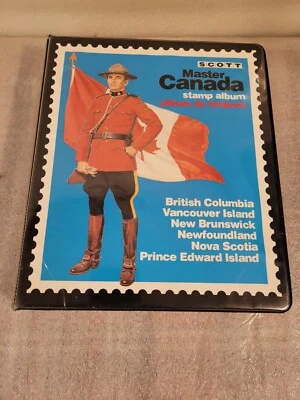 SCOTT
Master
Canada
stamp album
album de timbres
British Columbia
Vancouver Island
New Brunswick
Newfoundland
Nova Scotia
Prince Edward Island